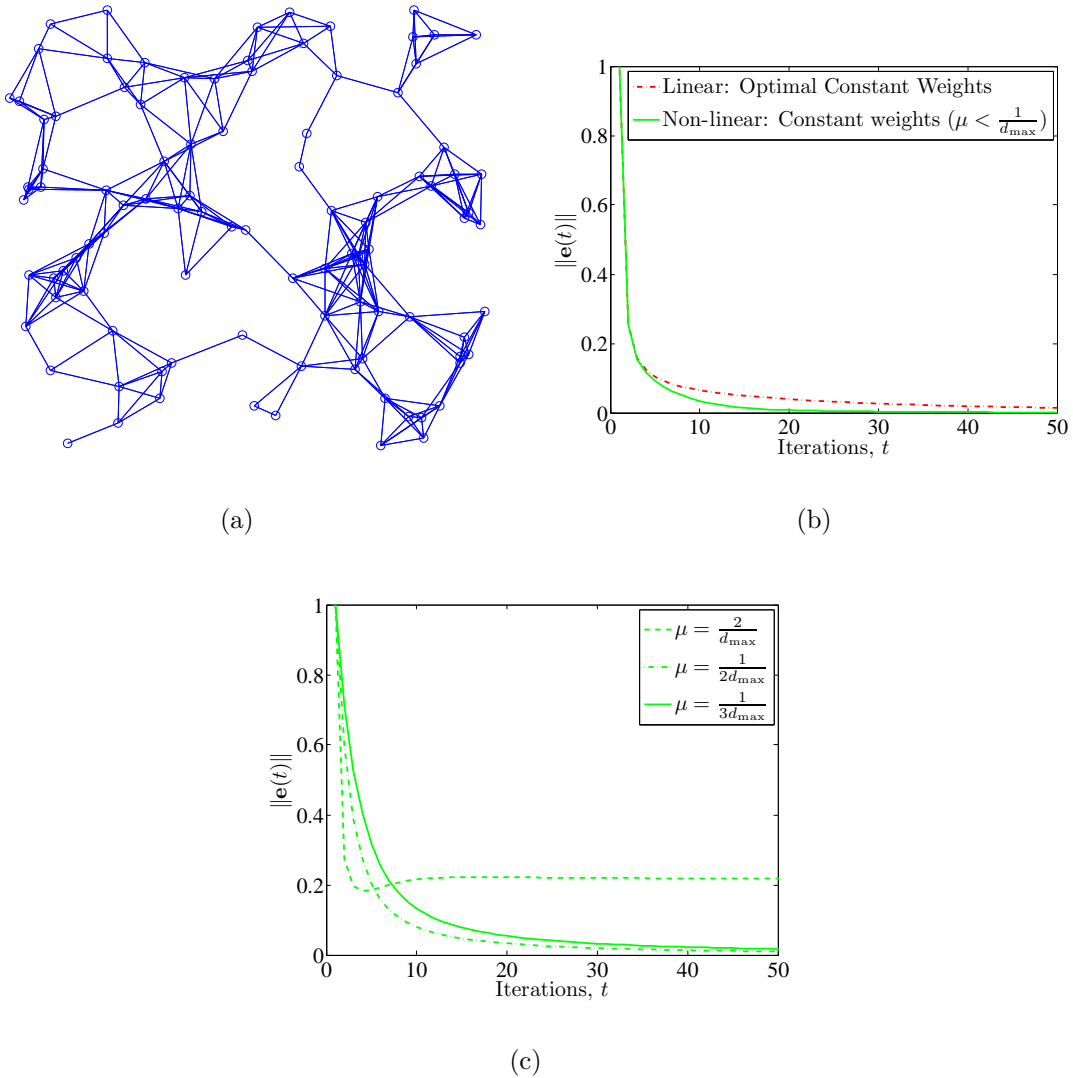 Linear: Optimal Constant Weights
Non-linear: Constant weights (μ < 1/d_max)
1
0.8
0.6
0.4
0.2
0
‖e(t)‖
0 10 20 30 40 50
Iterations, t
(a)
(b)
μ = 2/d_max
μ = 1/2d_max
μ = 1/3d_max
1
0.8
0.6
0.4
0.2
0
‖e(t)‖
0 10 20 30 40 50
Iterations, t
(c)